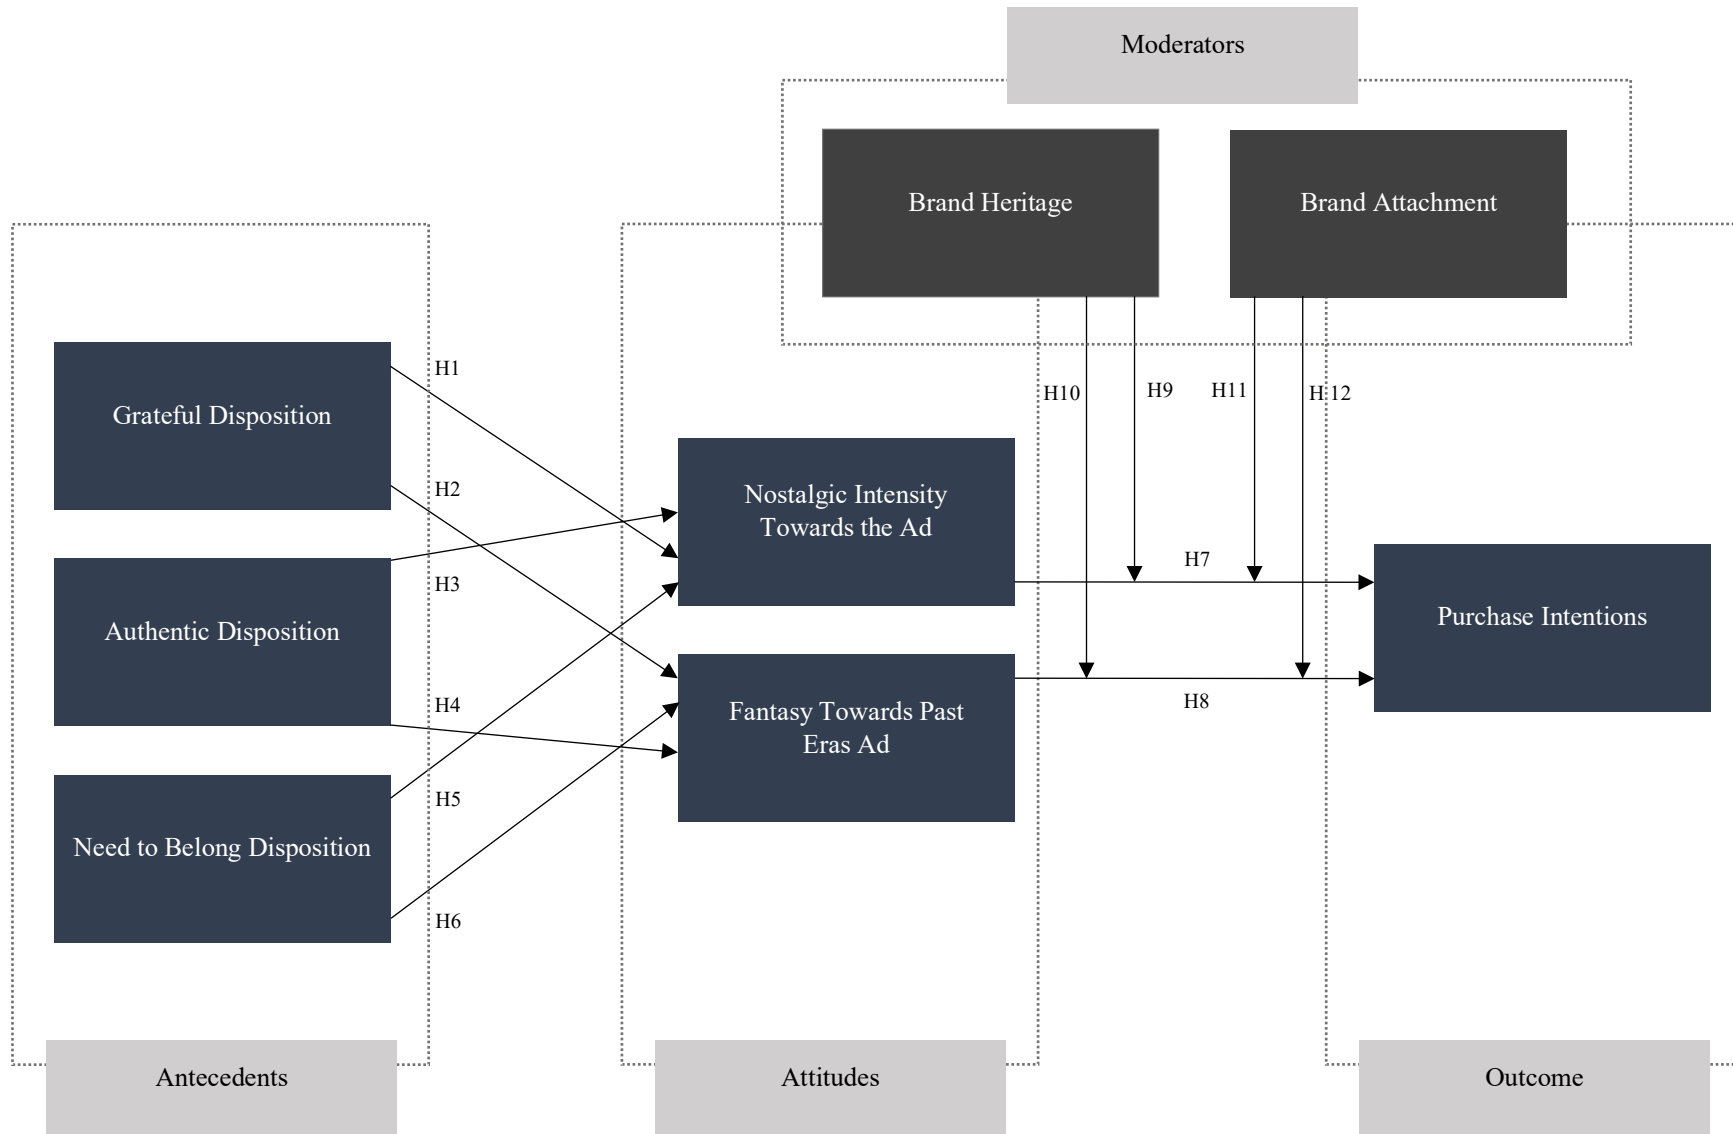 Moderators
Brand Heritage
Brand Attachment
H1
H10
H9
H11
H 12
Grateful Disposition
H2
Nostalgic Intensity
Towards the Ad
H3
H7
Authentic Disposition
Purchase Intentions
H4
Fantasy Towards Past
Eras Ad
H8
H5
Need to Belong Disposition
H6
Antecedents
Attitudes
Outcome